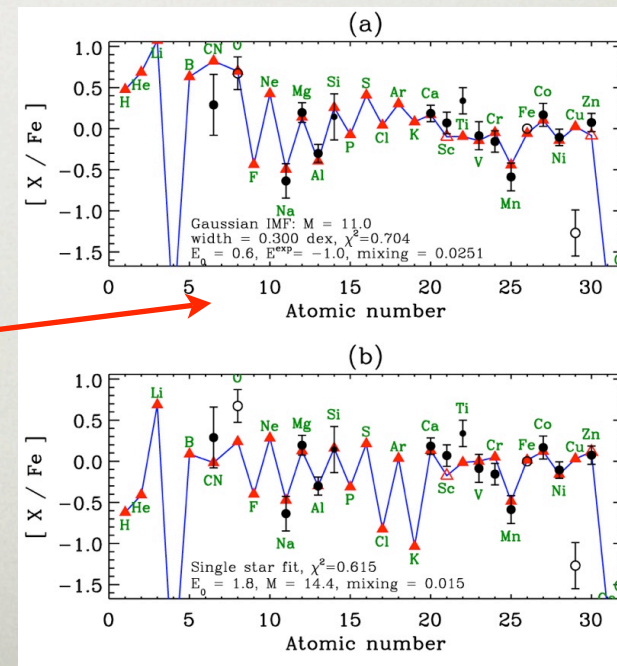 (a)
[ X / Fe ]
1.0
0.5
0.0
−0.5
−1.0
−1.5
H
He
Li
B
CN
O
F
Ne
Na
Mg
Al
Si
P
S
Cl
Ar
K
Ca
Sc
Ti
V
Cr
Mn
Fe
Co
Ni
Cu
Zn
Gaussian IMF: M = 11.0
width = 0.300 dex, χ²=0.704
E₀ = 0.6, Eᵉˣᵖ= −1.0, mixing = 0.0251
0 5 10 15 20 25 30
Atomic number
(b)
[ X / Fe ]
1.0
0.5
0.0
−0.5
−1.0
−1.5
H
He
Li
B
CN
O
F
Ne
Na
Mg
Al
Si
P
S
Cl
Ar
K
Ca
Sc
Ti
V
Cr
Mn
Fe
Co
Ni
Cu
Zn
Single star fit, χ²=0.615
E₀ = 1.8, M = 14.4, mixing = 0.015
0 5 10 15 20 25 30
Atomic number